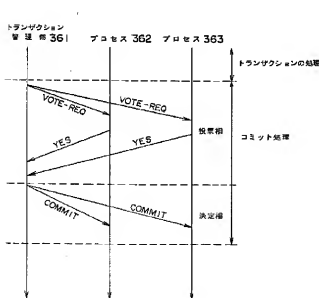 トランザクション
管理部361 プロセス362 プロセス363
トランザクションの処理
VOTE-REQ
VOTE-REQ
投票相
コミット処理
YES
YES
COMMIT
COMMIT
決定相